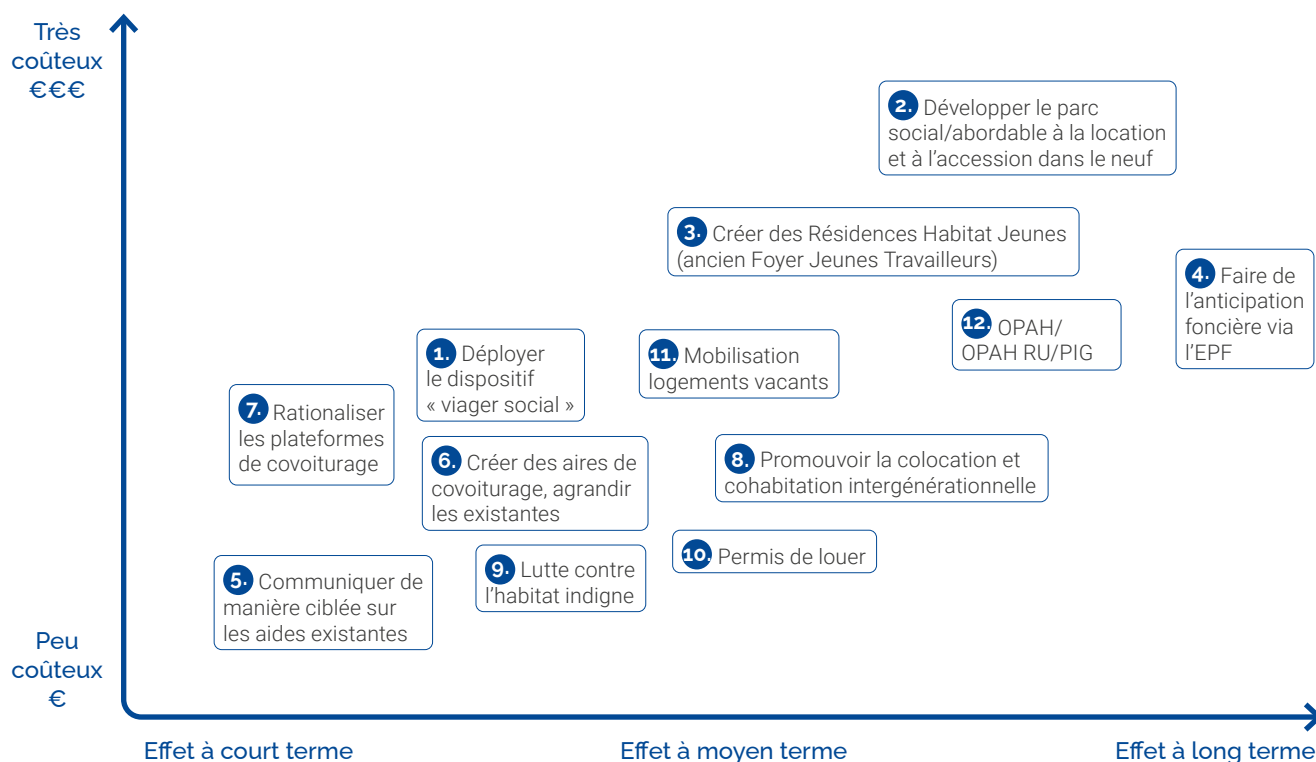 Très
coûteux
€€€
2. Développer le parc
social/abordable à la location
et à l’accession dans le neuf
3. Créer des Résidences Habitat Jeunes
(ancien Foyer Jeunes Travailleurs)
4. Faire de
l’anticipation
foncière via
l’EPF
12. OPAH/
OPAH RU/PIG
1. Déployer
le dispositif
« viager social »
11. Mobilisation
logements vacants
7. Rationaliser
les plateformes
de covoiturage
6. Créer des aires de
covoiturage, agrandir
les existantes
8. Promouvoir la colocation et
cohabitation intergénérationnelle
10. Permis de louer
9. Lutte contre
l’habitat indigne
5. Communiquer de
manière ciblée sur
les aides existantes
Peu
coûteux
€
Effet à court terme
Effet à moyen terme
Effet à long terme